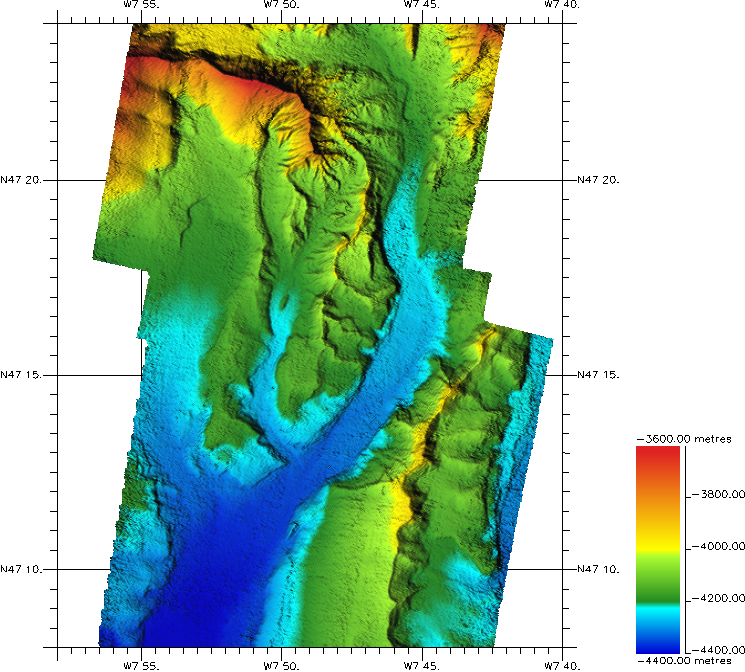 W7 55. W7 50. W7 45. W7 40.
N47 20. N47 20.
N47 15. N47 15.
-3600.00 metres
-3800.00
-4000.00
N47 10. N47 10.
-4200.00
-4400.00
-4400.00 metres
W7 55. W7 50. W7 45. W7 40.